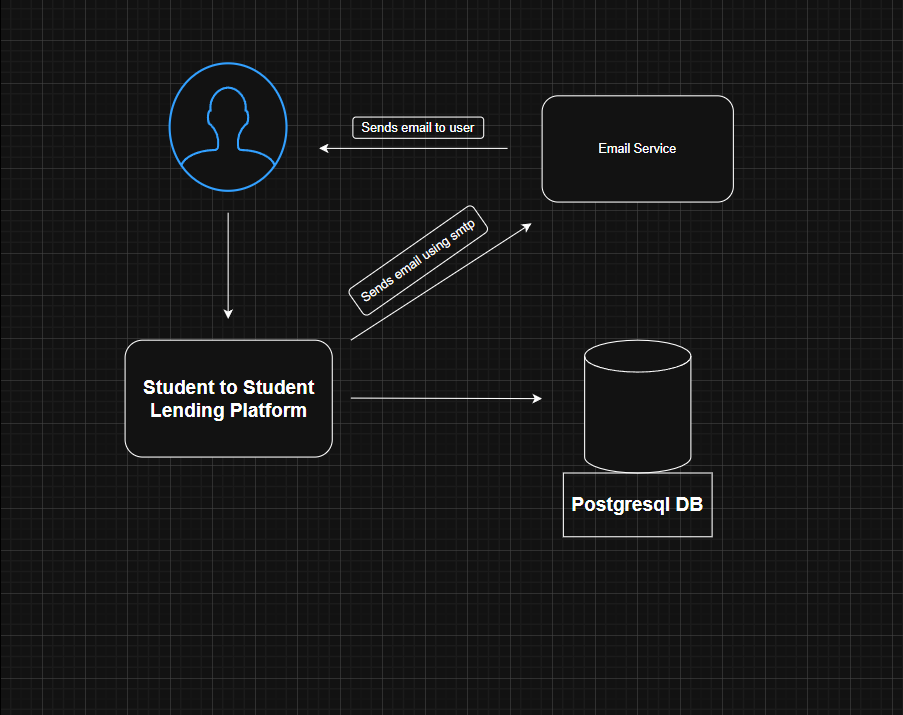 Sends email to user
Email Service
Sends email using smtp
Student to Student
Lending Platform
Postgresql DB